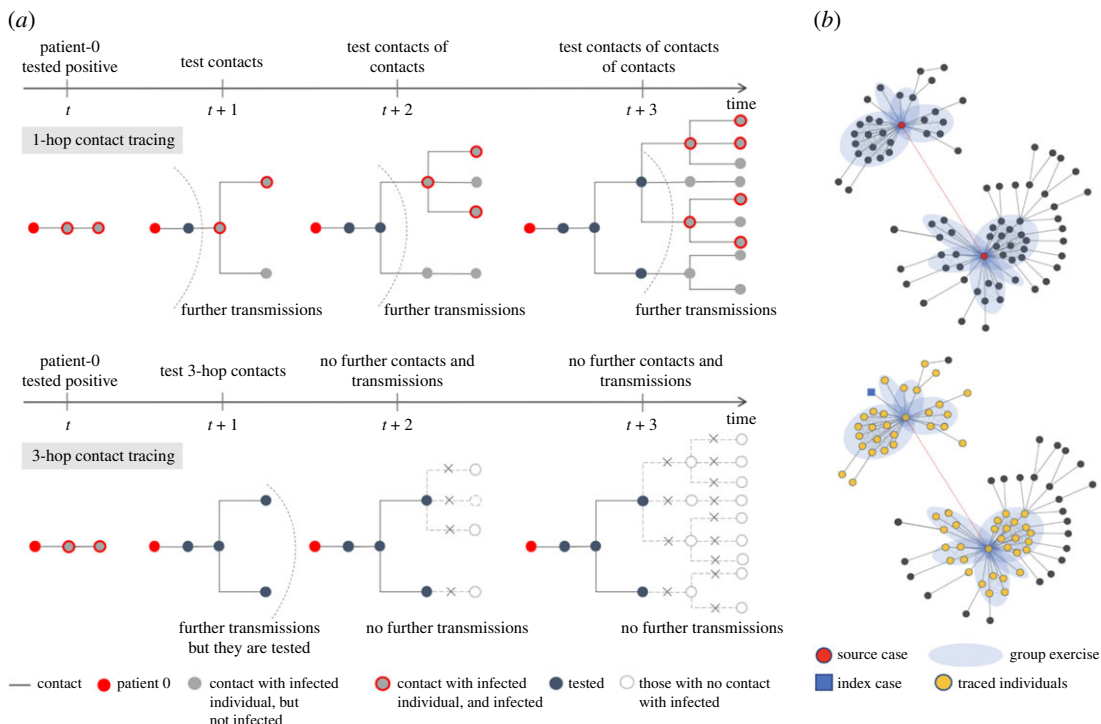 (a)
(b)
patient-0
tested positive
test contacts
test contacts of
contacts
test contacts of contacts
of contacts
t
t + 1
t + 2
t + 3
time
1-hop contact tracing
further transmissions
further transmissions
further transmissions
patient-0
tested positive
test 3-hop contacts
no further contacts and
transmissions
no further contacts and
transmissions
t
t + 1
t + 2
t + 3
time
3-hop contact tracing
further transmissions
but they are tested
no further transmissions
no further transmissions
contact
patient 0
contact with infected
individual, but
not infected
contact with infected
individual, and infected
tested
those with no contact
with infected
source case
group exercise
index case
traced individuals